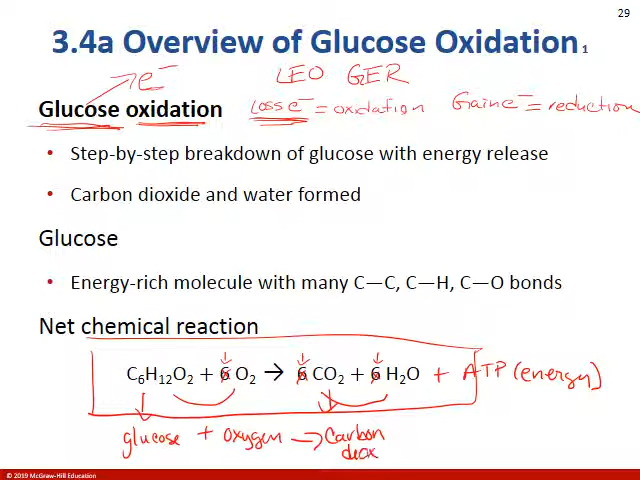 29
3.4a Overview of Glucose Oxidation 1
e⁻ LEO GER
Glucose oxidation Loss e⁻ = oxidation Gain e⁻ = reduction
• Step-by-step breakdown of glucose with energy release
• Carbon dioxide and water formed
Glucose
• Energy-rich molecule with many C—C, C—H, C—O bonds
Net chemical reaction
C₆H₁₂O₂ + 6 O₂ → 6 CO₂ + 6 H₂O + ATP (energy)
glucose + oxygen → Carbon
diox
© 2019 McGraw-Hill Education